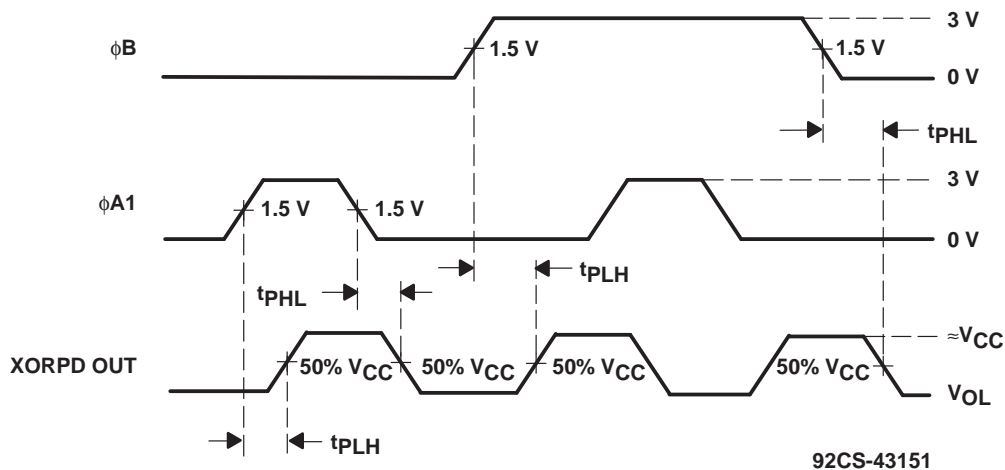 3 V
ϕB
1.5 V
1.5 V
0 V
tPHL
3 V
ϕA1
1.5 V
1.5 V
0 V
tPHL
tPLH
≈VCC
XORPD OUT
50% VCC
50% VCC
50% VCC
50% VCC
VOL
tPLH
92CS-43151